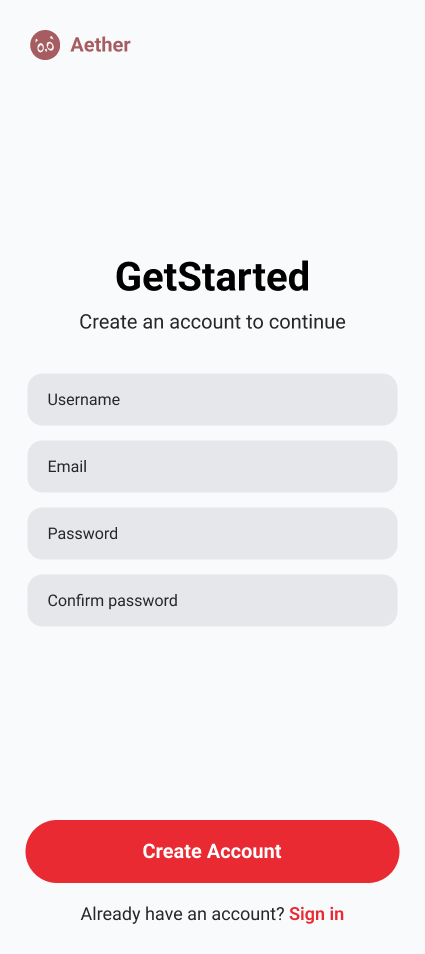 Aether
GetStarted
Create an account to continue
Username
Email
Password
Confirm password
Create Account
Already have an account? Sign in